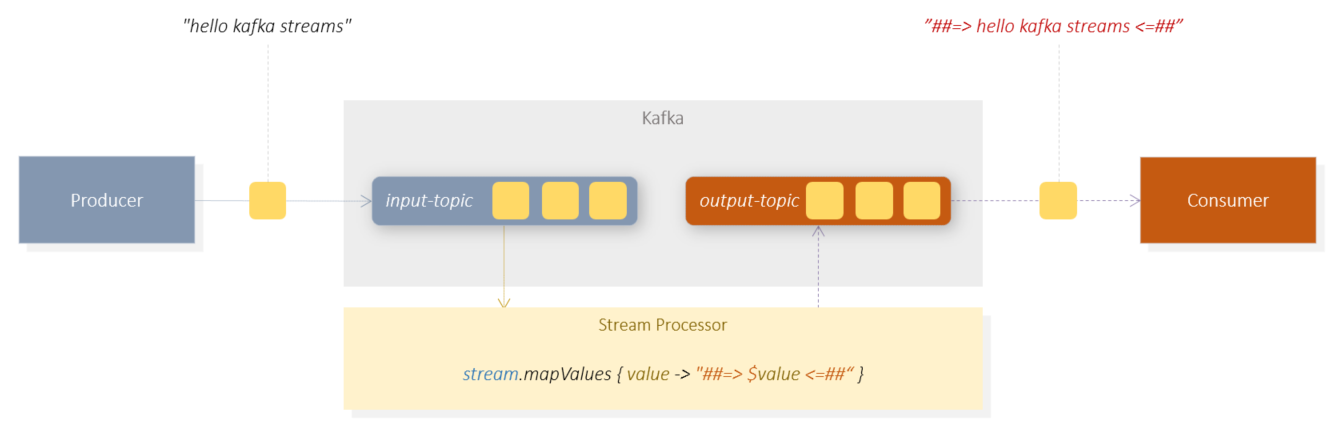 "hello kafka streams"
”##=> hello kafka streams <=##”
Kafka
Producer
input-topic
output-topic
Consumer
Stream Processor
stream.mapValues { value -> "##=> $value <=##“ }